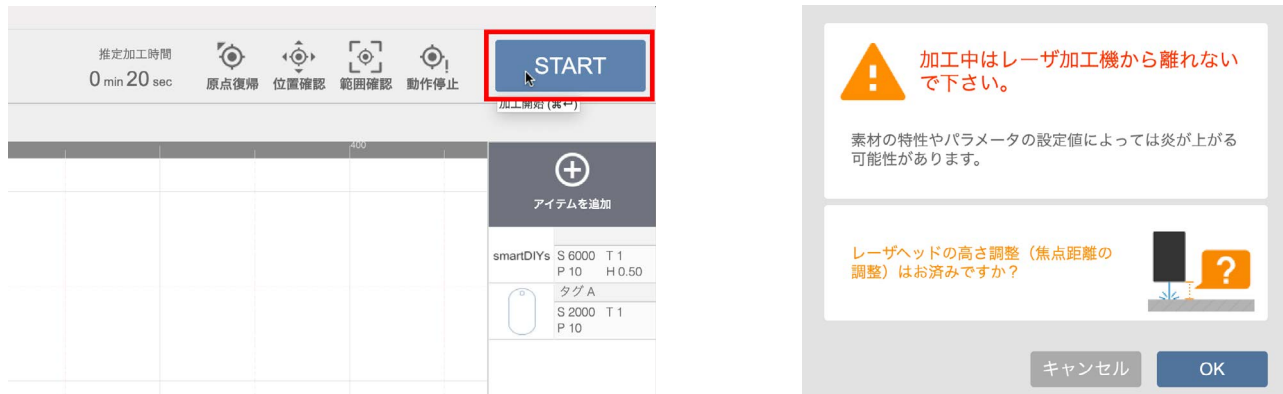 推定加工時間
0 min 20 sec
原点復帰
位置確認
範囲確認
動作停止
START
加工開始 (⌘↩)
400
アイテムを追加
smartDIYs
S 6000 T 1
P 10 H 0.50
タグ A
S 2000 T 1
P 10
加工中はレーザ加工機から離れない
で下さい。
素材の特性やパラメータの設定値によっては炎が上がる
可能性があります。
レーザヘッドの高さ調整（焦点距離の
調整）はお済みですか？
?
キャンセル
OK